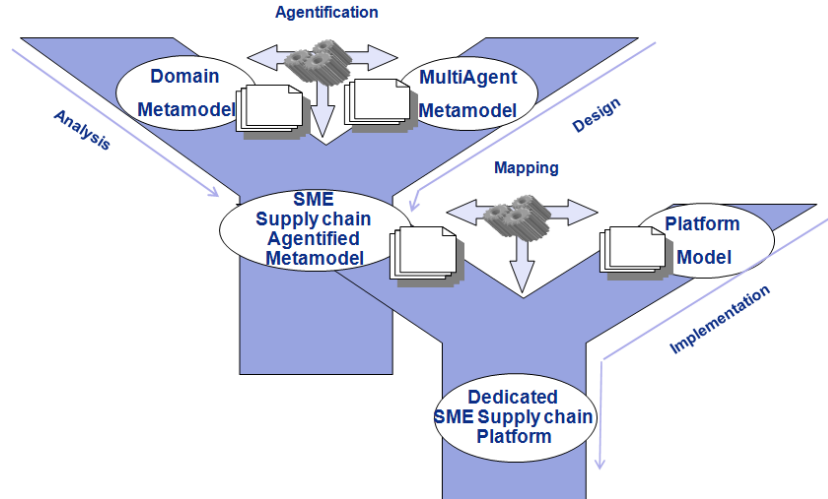 Agentification
Domain
Metamodel
MultiAgent
Metamodel
Analysis
Design
Mapping
SME
Supply chain
Agentified
Metamodel
Platform
Model
Implementation
Dedicated
SME Supply chain
Platform